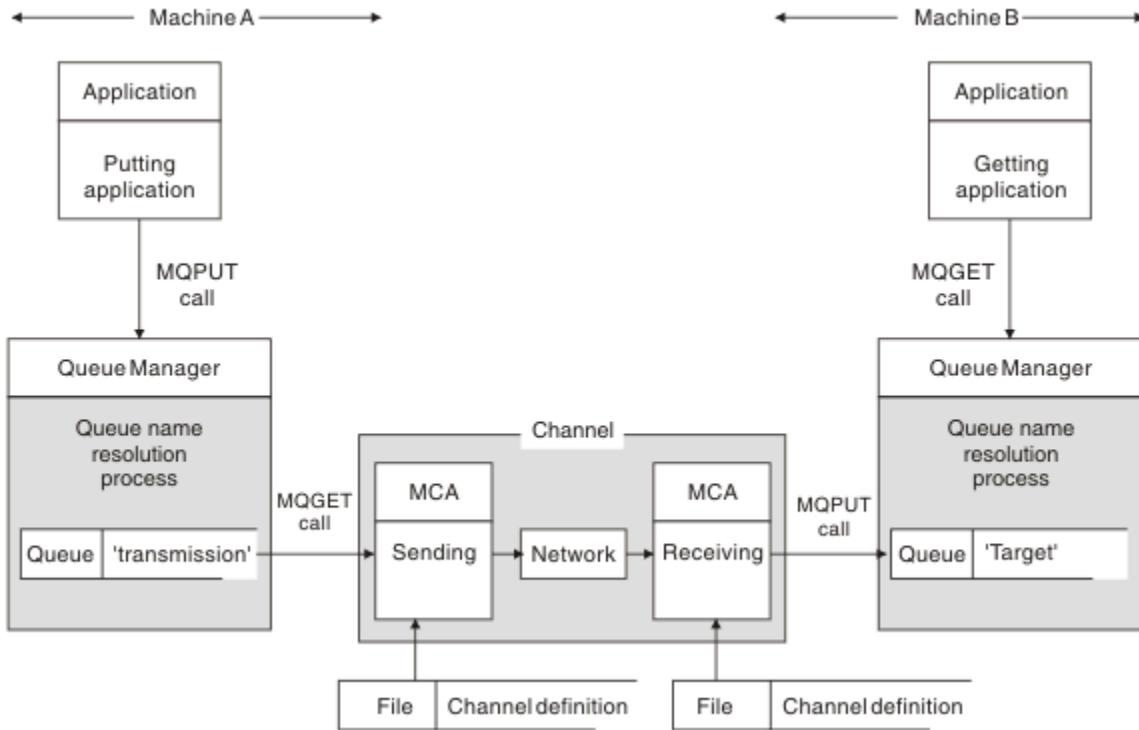 Machine A
Machine B
Application
Putting
application
Application
Getting
application
MQPUT
call
MQGET
call
Queue Manager
Queue name
resolution
process
Queue
'transmission'
MQGET
call
Channel
MCA
Sending
Network
MCA
Receiving
MQPUT
call
Queue Manager
Queue name
resolution
process
Queue
'Target'
File
Channel definition
File
Channel definition